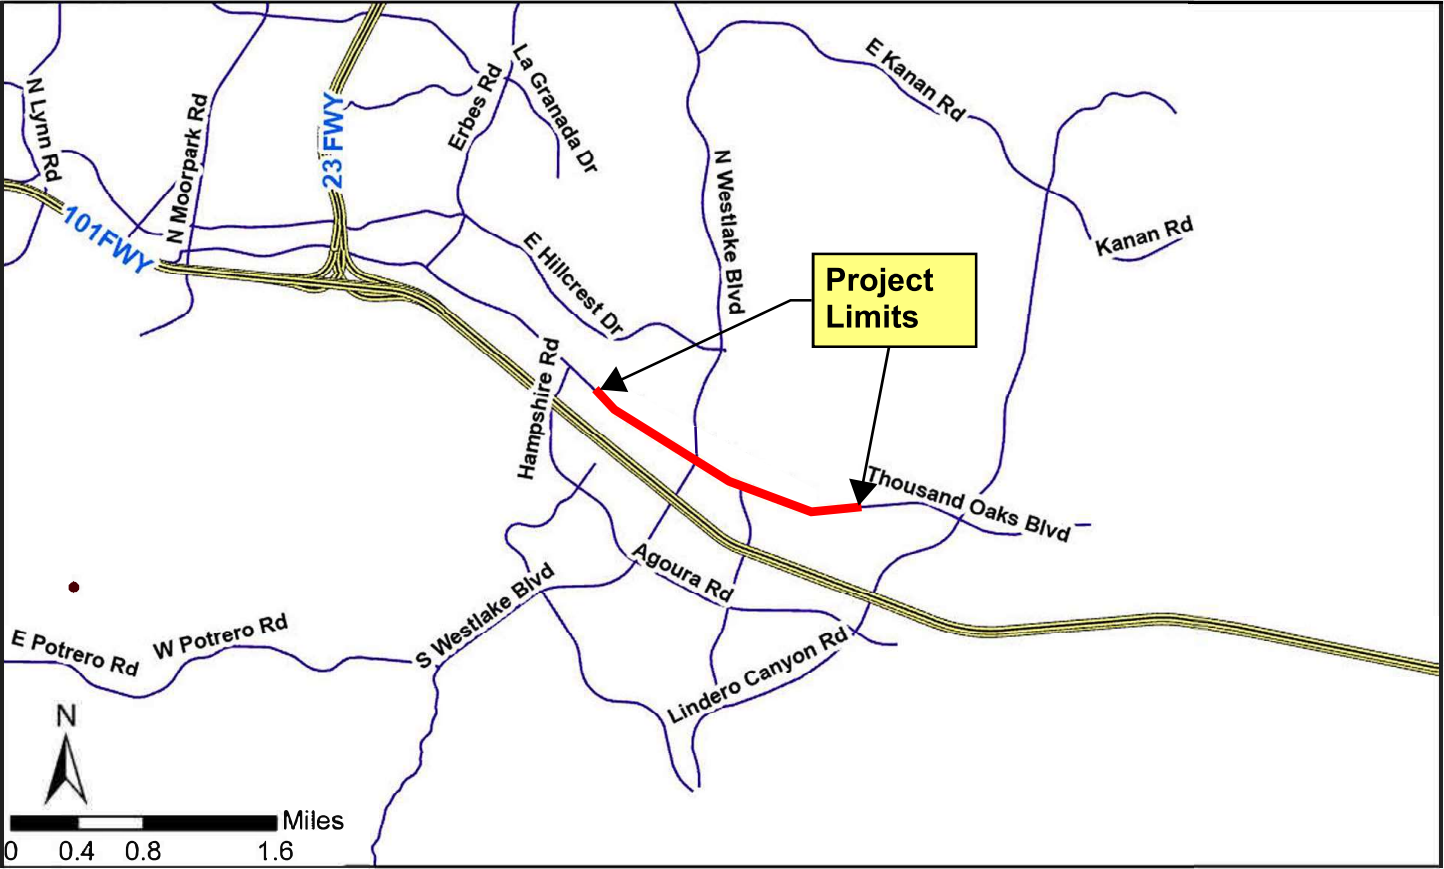 E Kanan Rd
La Granada Dr
Erbes Rd
N Lynn Rd
N Moorpark Rd
23 FWY
N Westlake Blvd
101FWY
Kanan Rd
E Hillcrest Dr
Project
Limits
Hampshire Rd
Thousand Oaks Blvd
Agoura Rd
S Westlake Blvd
E Potrero Rd
W Potrero Rd
Lindero Canyon Rd
N
Miles
0 0.4 0.8 1.6